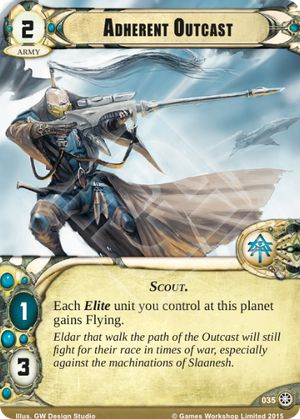 2
ARMY
ADHERENT OUTCAST
SCOUT.
Each Elite unit you control at this planet
gains Flying.
Eldar that walk the path of the Outcast will still
fight for their race in times of war, especially
against the machinations of Slaanesh.
1
3
035
Illus. GW Design Studio
© Games Workshop Limited 2015